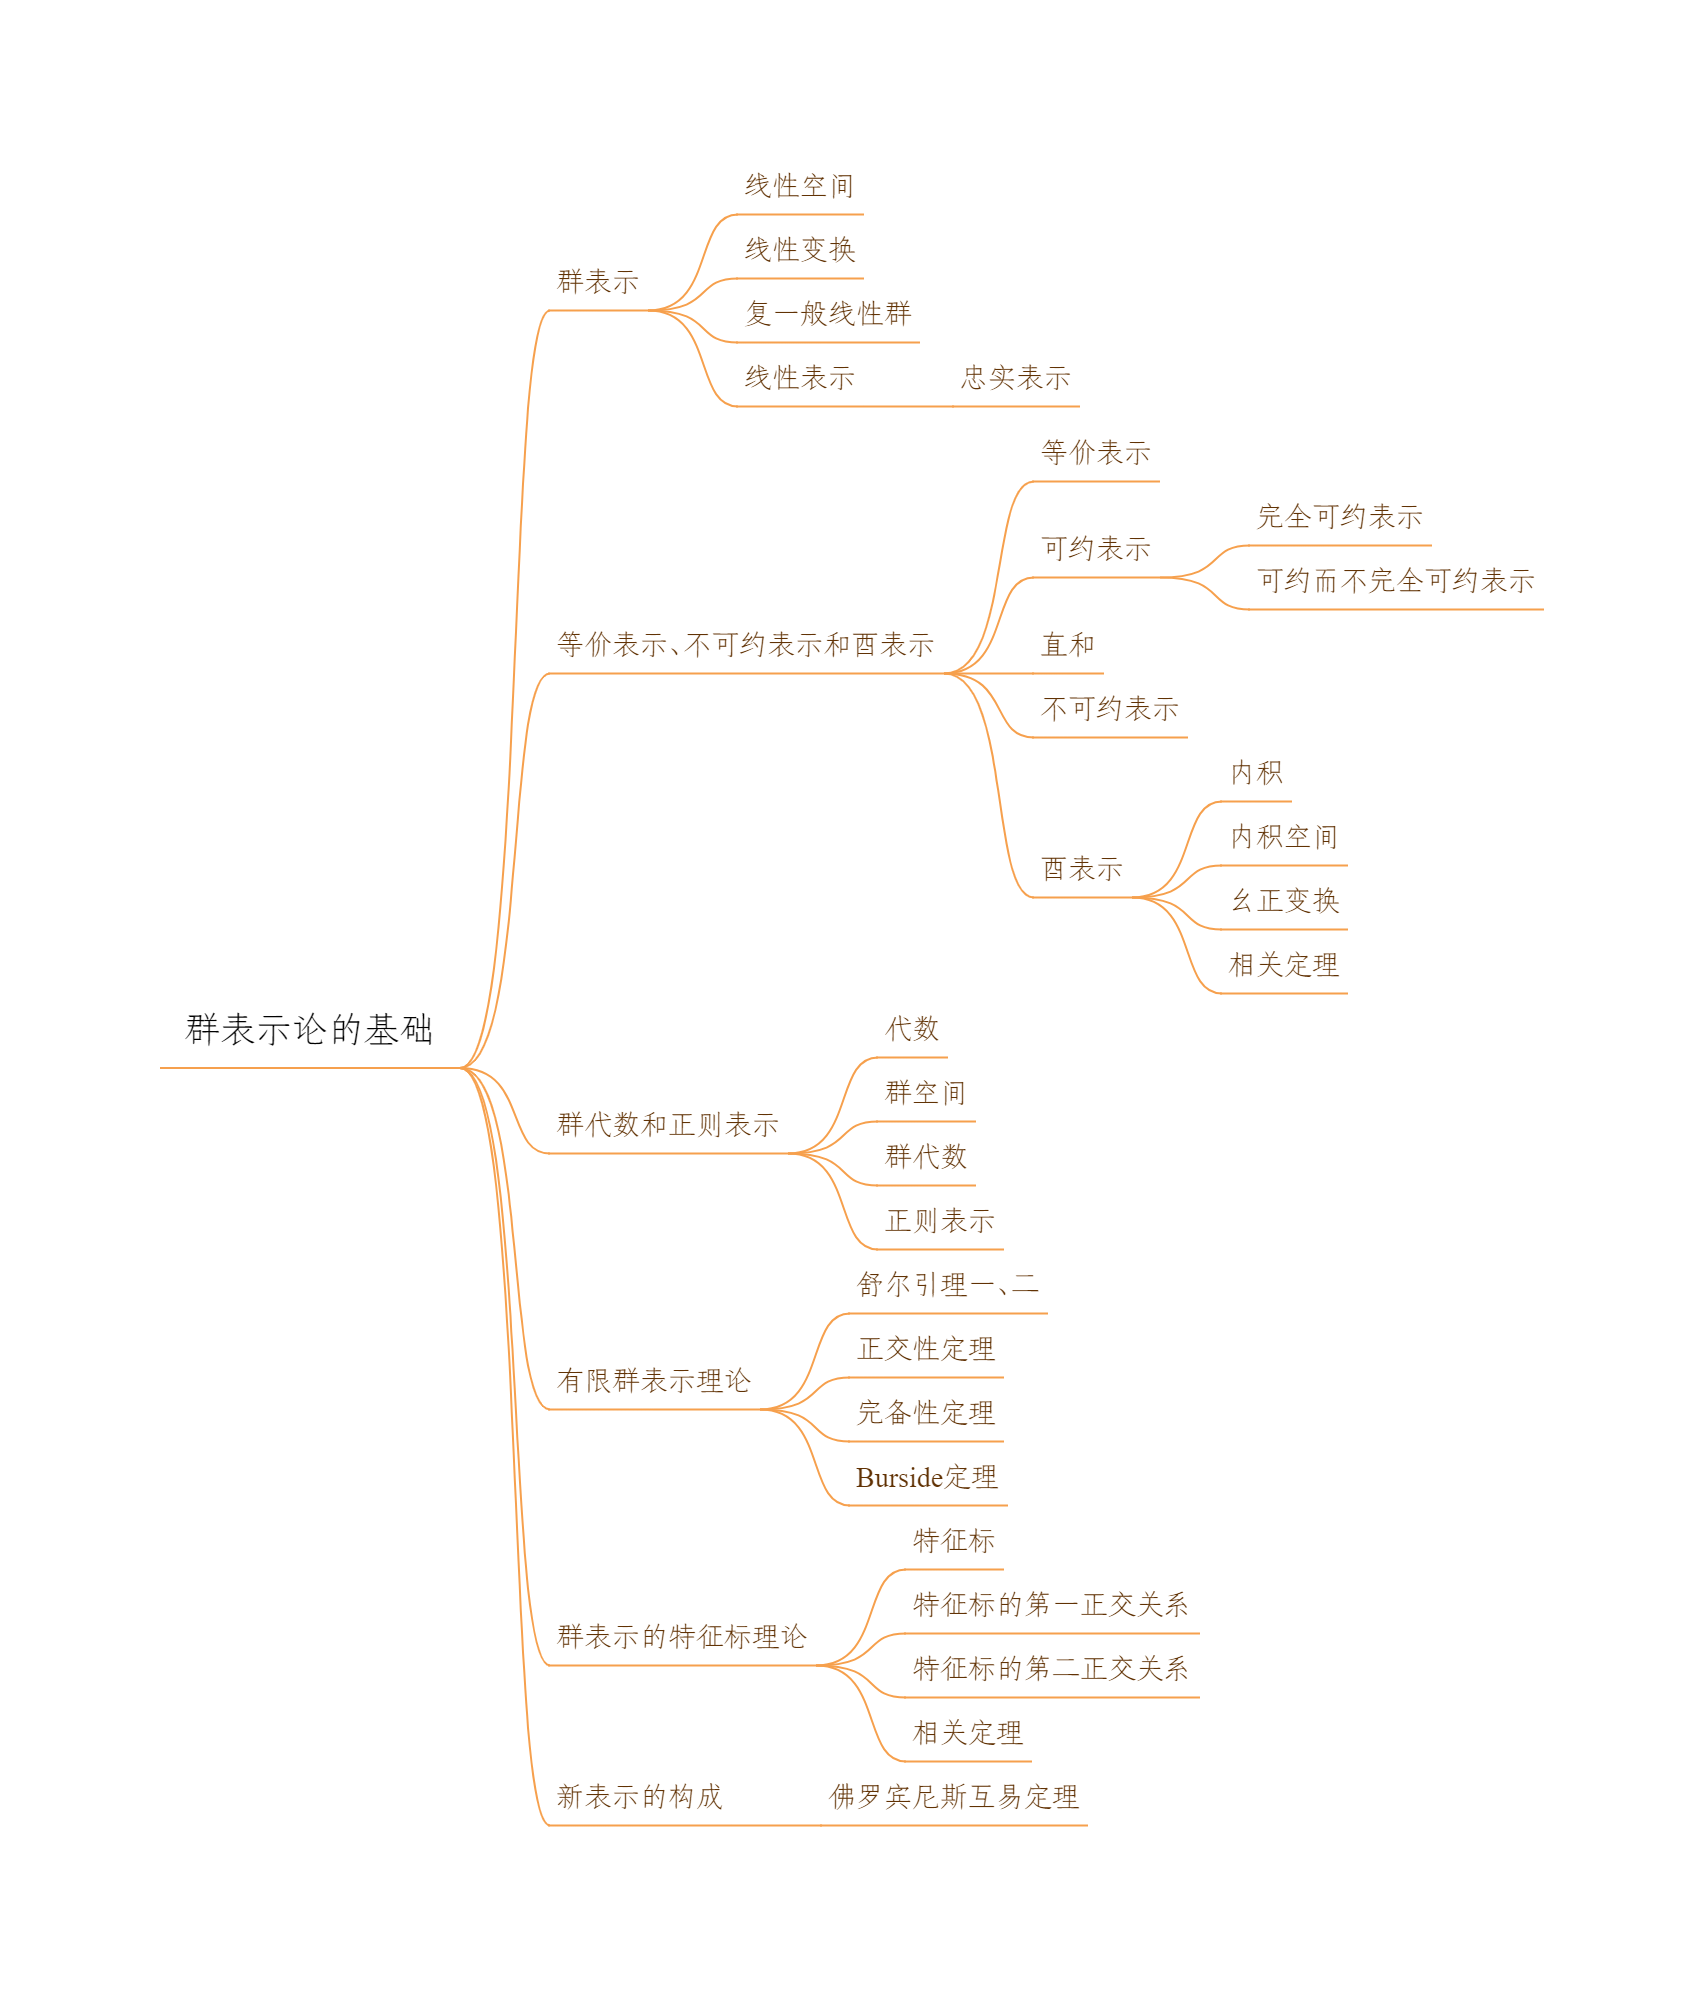 群表示论的基础
群表示
线性空间
线性变换
复一般线性群
线性表示
忠实表示
等价表示、不可约表示和酉表示
等价表示
可约表示
完全可约表示
可约而不完全可约表示
直和
不可约表示
酉表示
内积
内积空间
幺正变换
相关定理
群代数和正则表示
代数
群空间
群代数
正则表示
有限群表示理论
舒尔引理一、二
正交性定理
完备性定理
Burside定理
群表示的特征标理论
特征标
特征标的第一正交关系
特征标的第二正交关系
相关定理
新表示的构成
佛罗宾尼斯互易定理